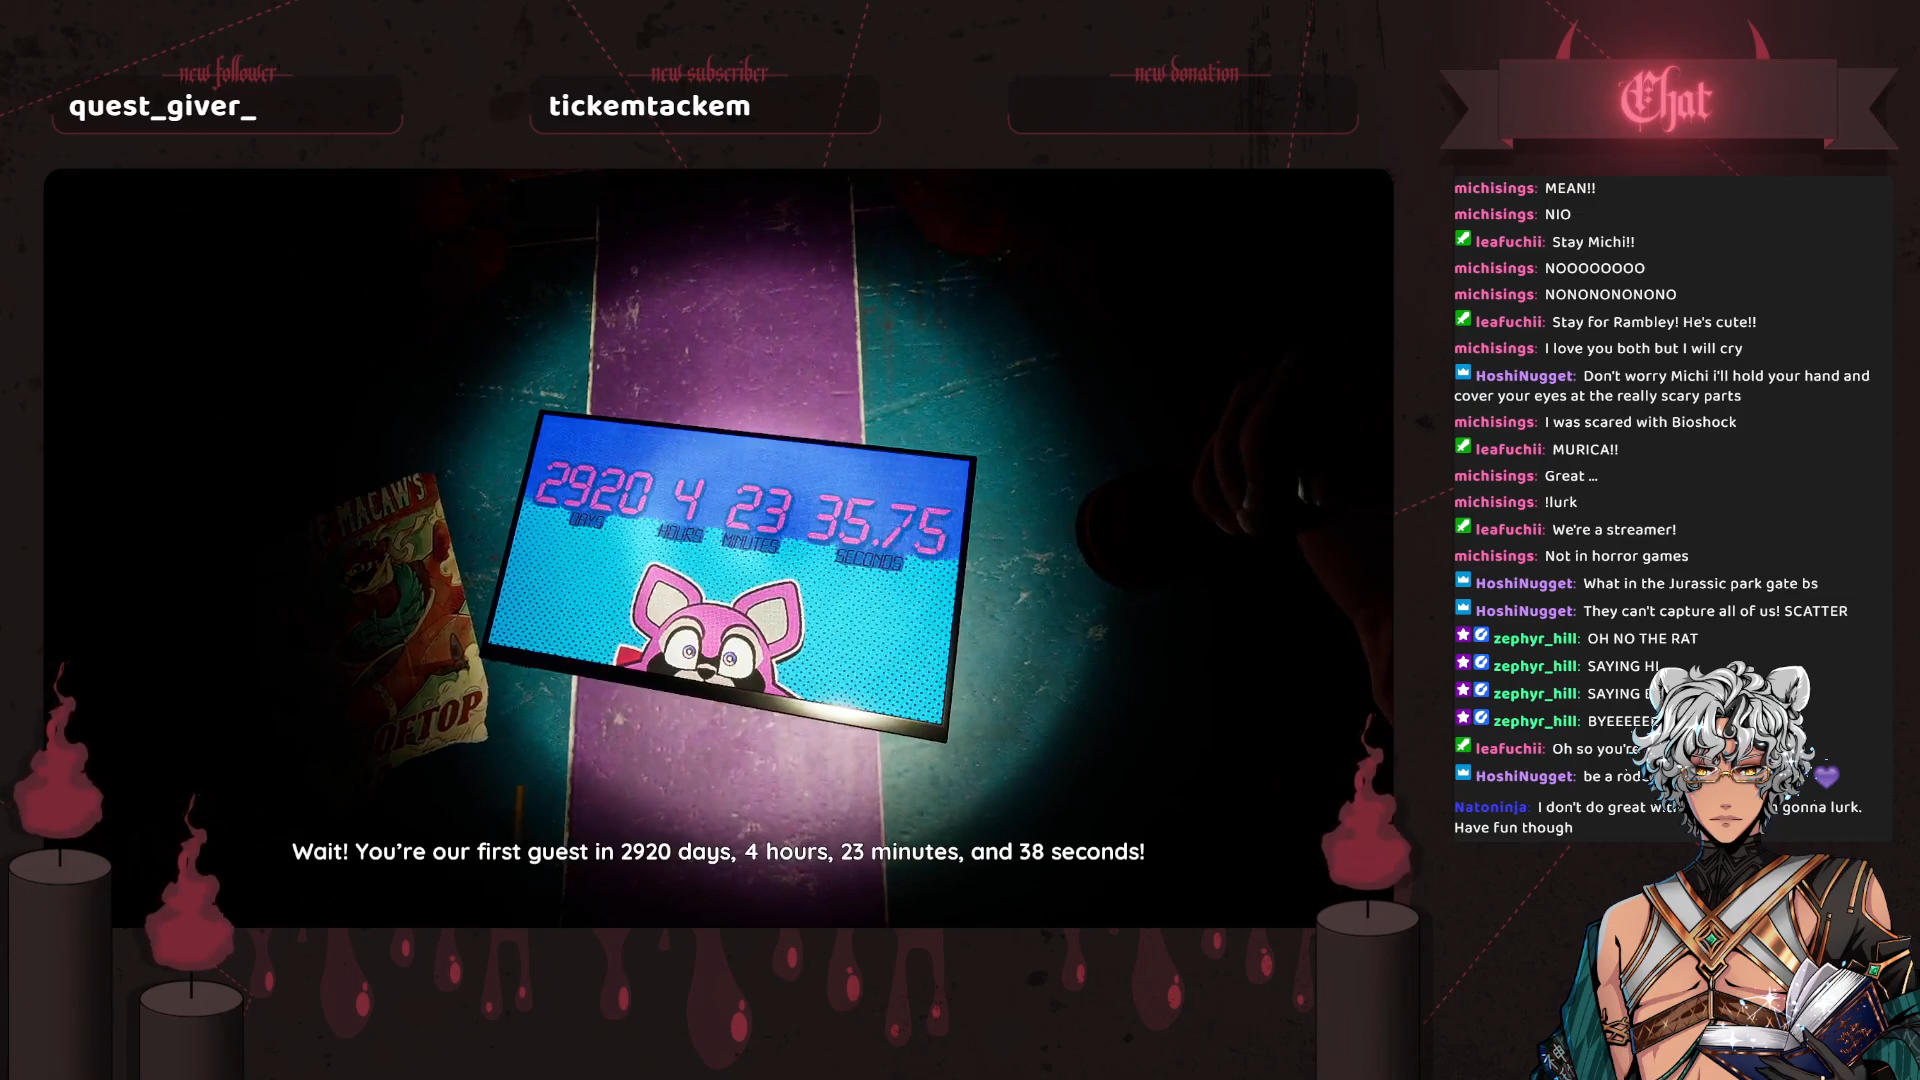 new follower
quest_giver_
new subscriber
tickemtackem
new donation
Chat
michisings: MEAN!!
michisings: NIO
leafuchii: Stay Michi!!
michisings: NOOOOOOOO
michisings: NONONONONONO
leafuchii: Stay for Rambley! He's cute!!
michisings: I love you both but I will cry
HoshiNugget: Don't worry Michi i'll hold your hand and
cover your eyes at the really scary parts
michisings: I was scared with Bioshock
leafuchii: MURICA!!
michisings: Great ...
michisings: !lurk
leafuchii: We're a streamer!
michisings: Not in horror games
HoshiNugget: What in the Jurassic park gate bs
HoshiNugget: They can't capture all of us! SCATTER
zephyr_hill: OH NO THE RAT
zephyr_hill: SAYING HI
zephyr_hill: SAYING
zephyr_hill:
leafuchii: Oh so you're
HoshiNugget: be a
Natoninja: I don't do great gonna lurk.
Have fun though
2920 4 23 35.75
DAYS HOURS MINUTES SECONDS
MACAW'S
Wait! You're our first guest in 2920 days, 4 hours, 23 minutes, and 38 seconds!